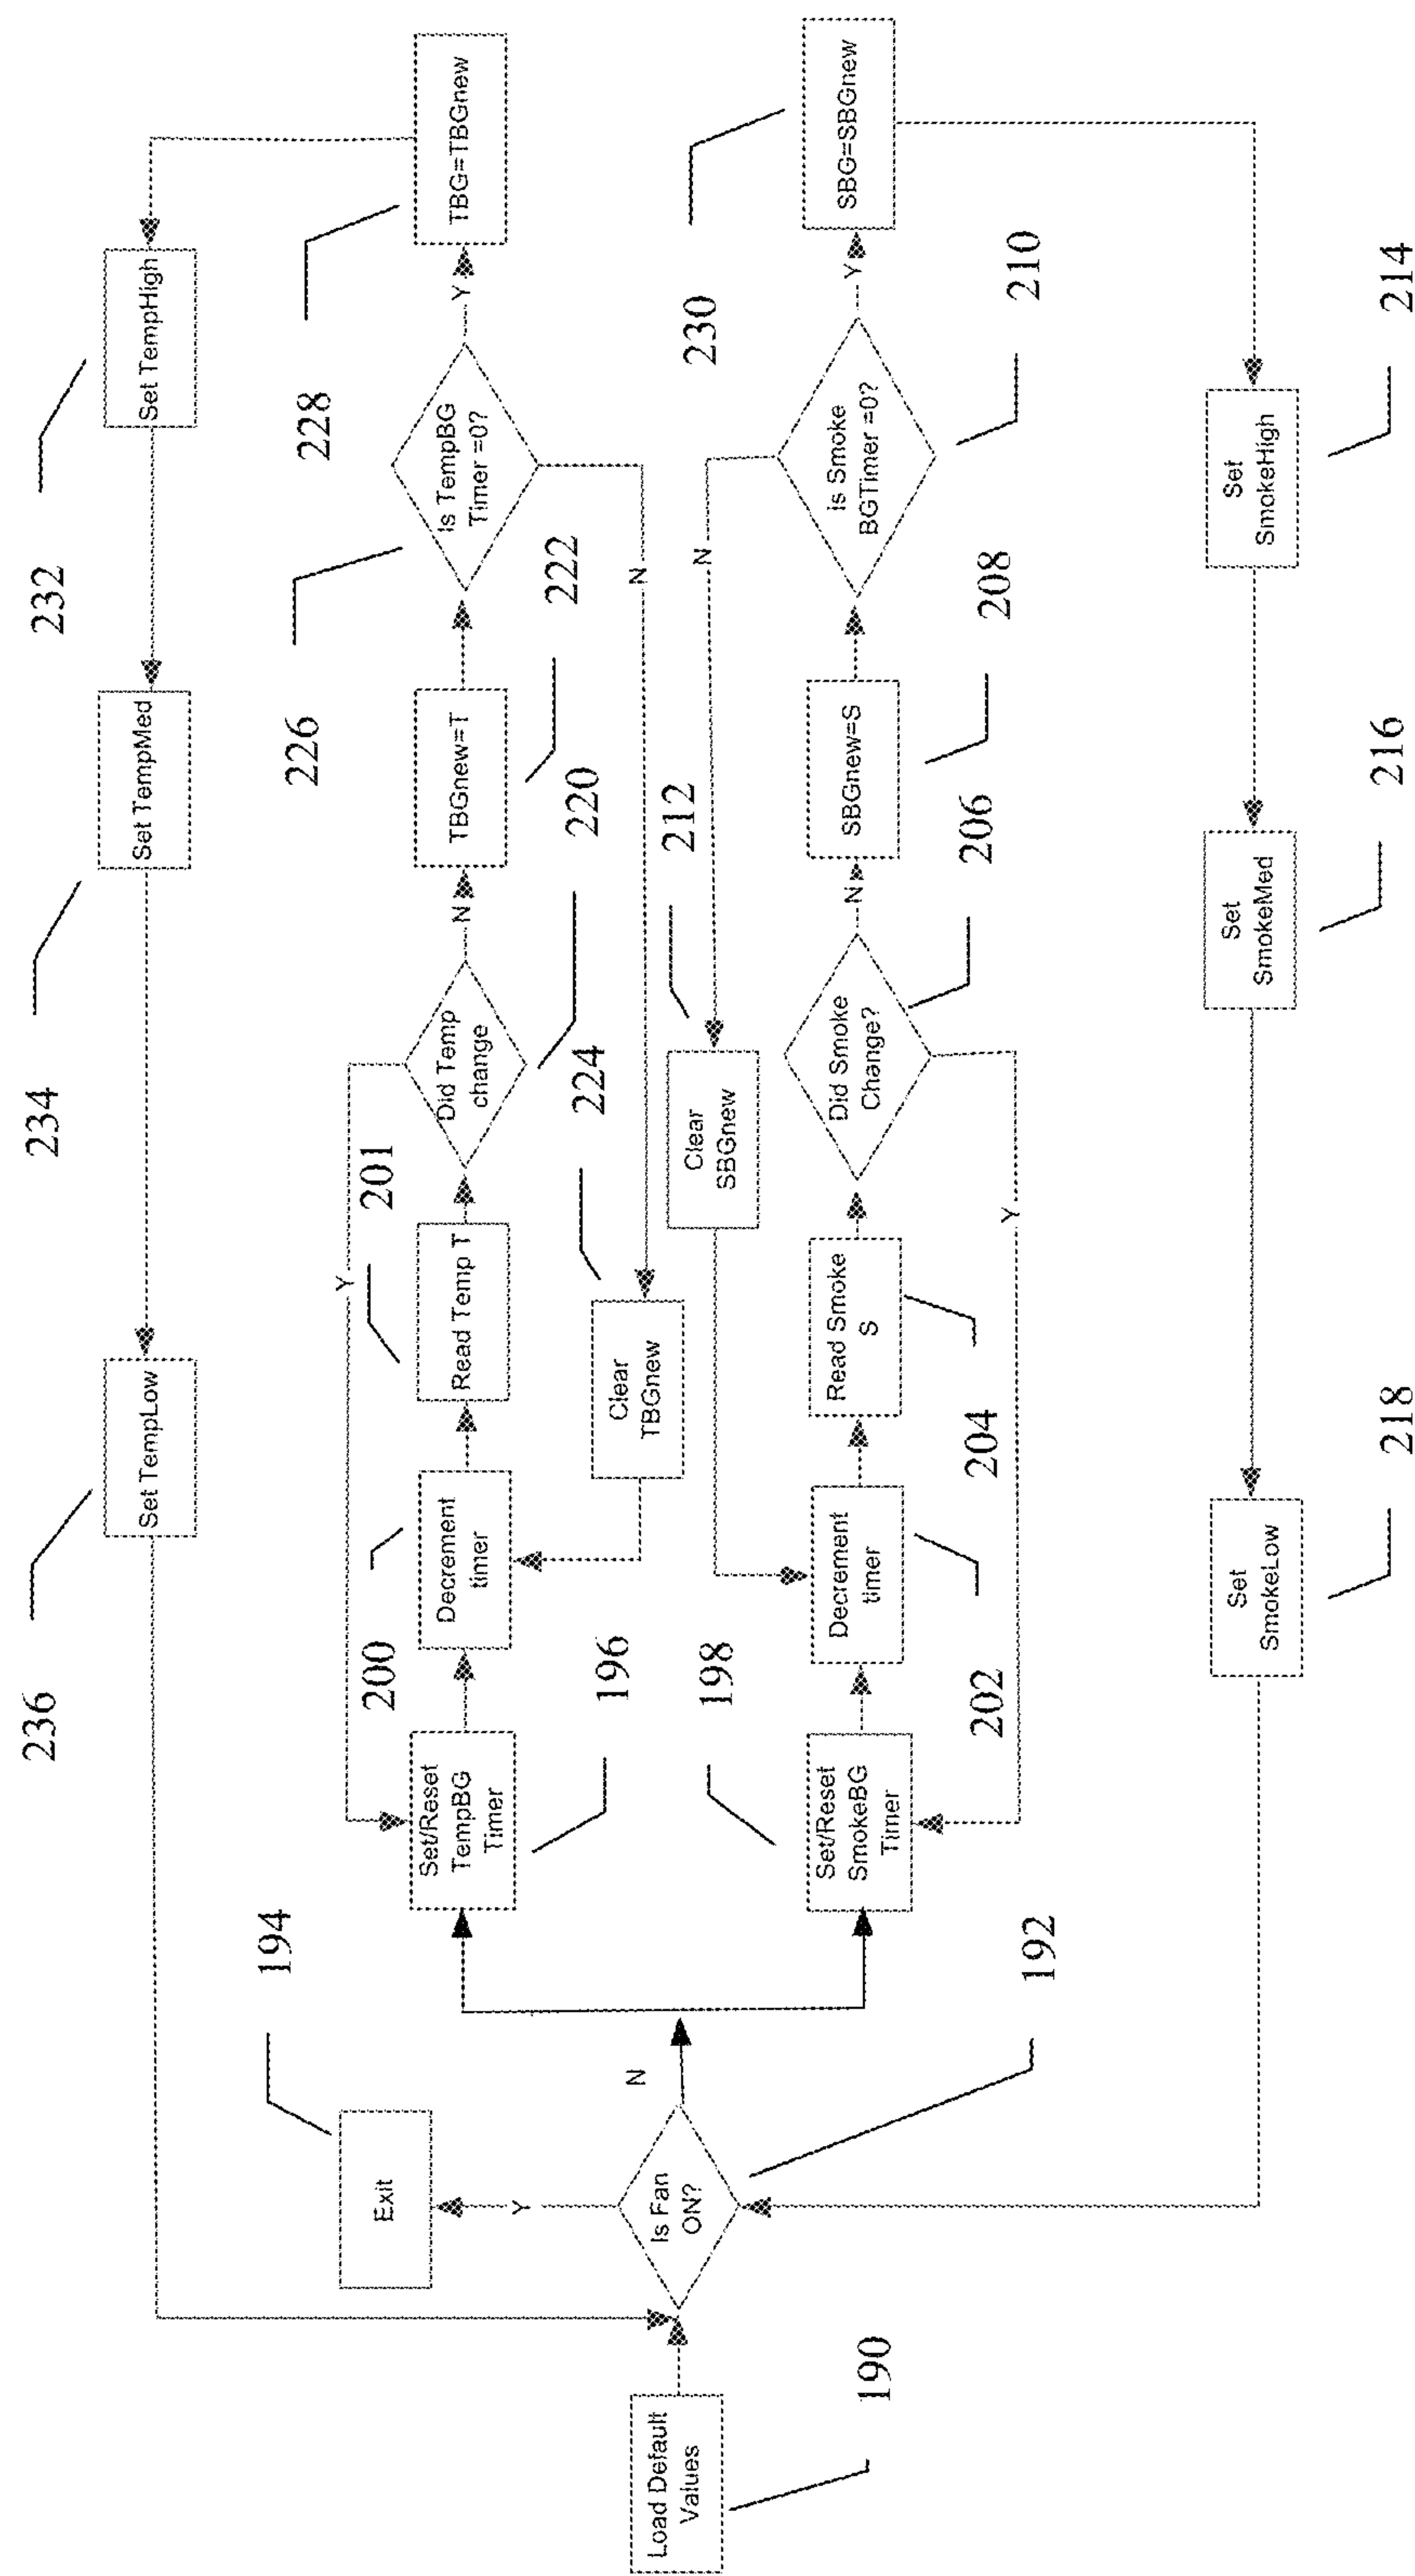 236
Set TempLow
234
Set TempMed
232
Set TempHigh
194
Exit
Y
Set/Reset
TempBG
Timer
200
Decrement
timer
201
Read Temp T
Y
Did Temp
change
N
TBGnew=T
226
Is TempBG
Timer =0?
Y
228
TBG=TBGnew
196
224
Clear
TBGnew
220
222
N
Load Default
Values
190
Is Fan
ON?
N
192
198
Set/Reset
SmokeBG
Timer
Decrement
timer
202
Read Smoke
S
204
212
Clear
SBGnew
N
Did Smoke
Change?
Y
N
206
SBGnew=S
208
Is Smoke
BGTimer =0?
Y
210
230
SBG=SBGnew
Set
SmokeLow
218
Set
SmokeMed
216
Set
SmokeHigh
214